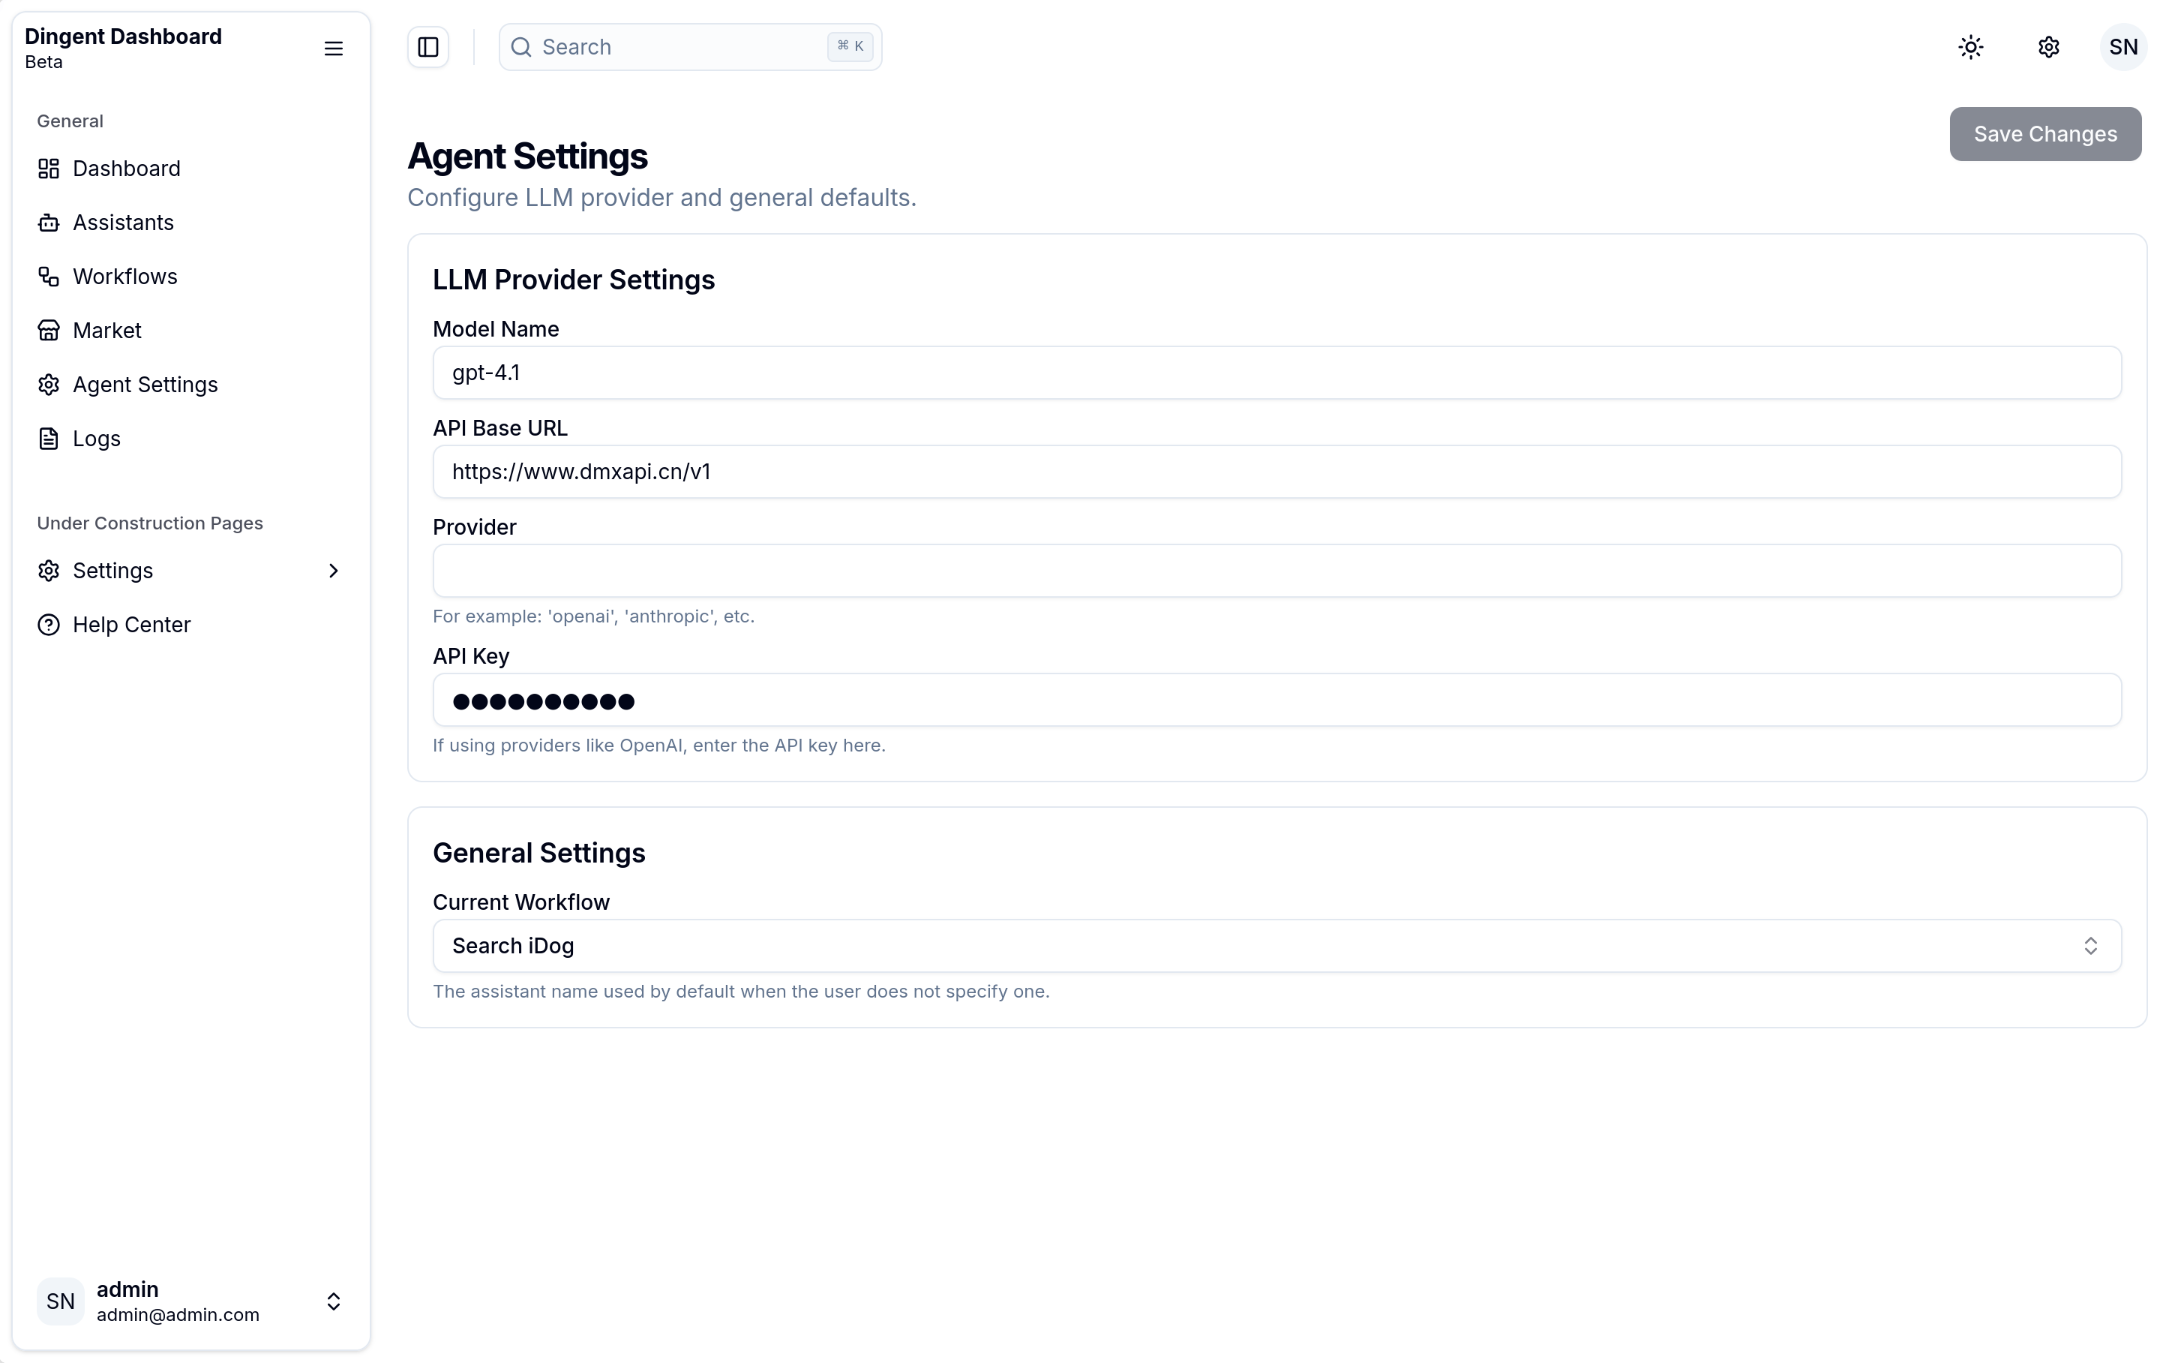 Dingent Dashboard
Beta
General
Dashboard
Assistants
Workflows
Market
Agent Settings
Logs
Under Construction Pages
Settings
Help Center
SN
admin
admin@admin.com
Search
⌘ K
SN
Save Changes
Agent Settings
Configure LLM provider and general defaults.
LLM Provider Settings
Model Name
gpt-4.1
API Base URL
https://www.dmxapi.cn/v1
Provider
For example: 'openai', 'anthropic', etc.
API Key
●●●●●●●●●●
If using providers like OpenAI, enter the API key here.
General Settings
Current Workflow
Search iDog
The assistant name used by default when the user does not specify one.